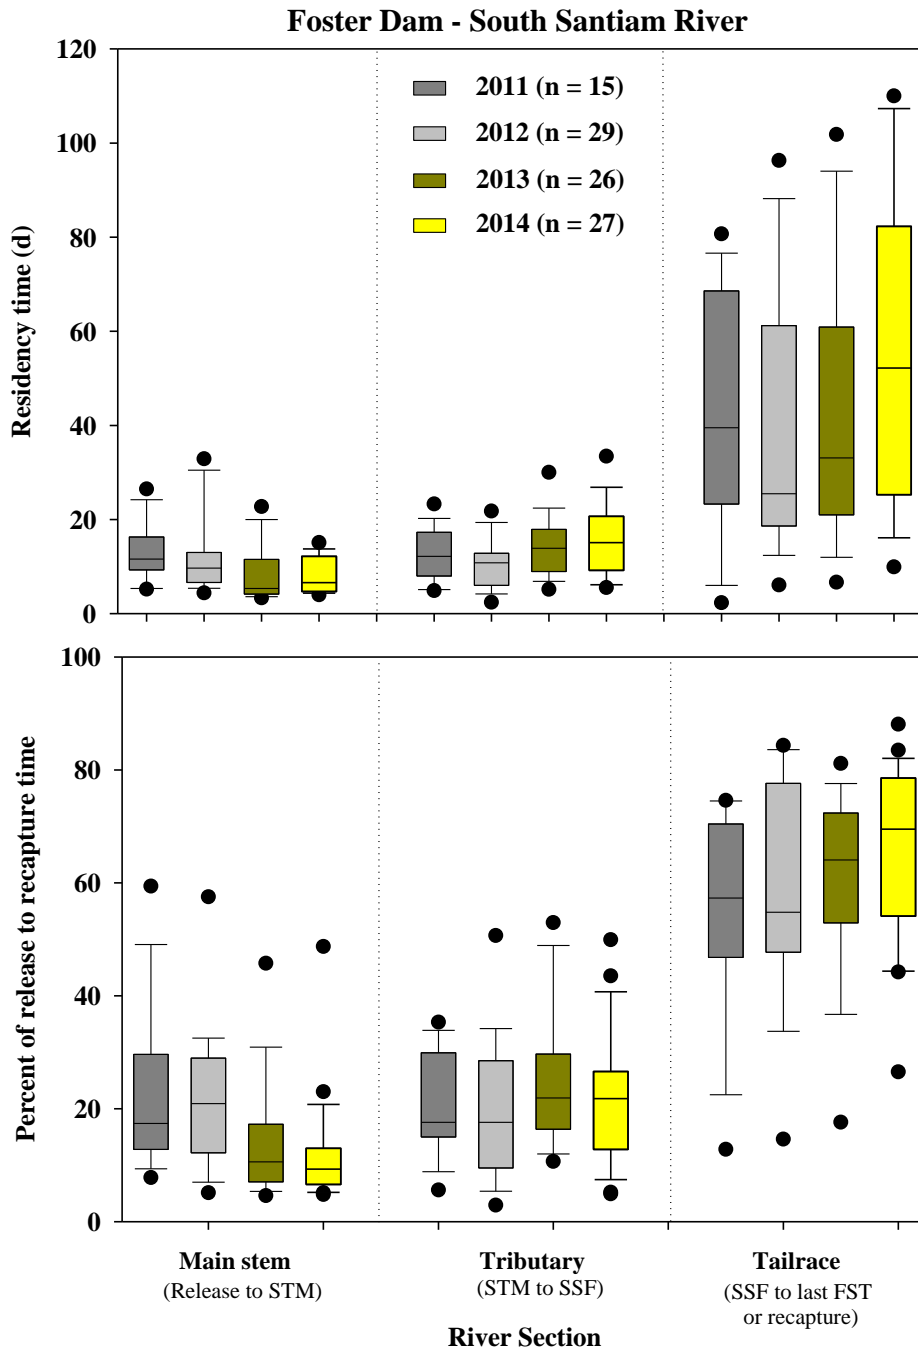 Foster Dam - South Santiam River
120
100
80
60
40
20
0
Residency time (d)
2011 (n = 15)
2012 (n = 29)
2013 (n = 26)
2014 (n = 27)
100
80
60
40
20
0
Percent of release to recapture time
Main stem
(Release to STM)
Tributary
(STM to SSF)
Tailrace
(SSF to last FST
or recapture)
River Section